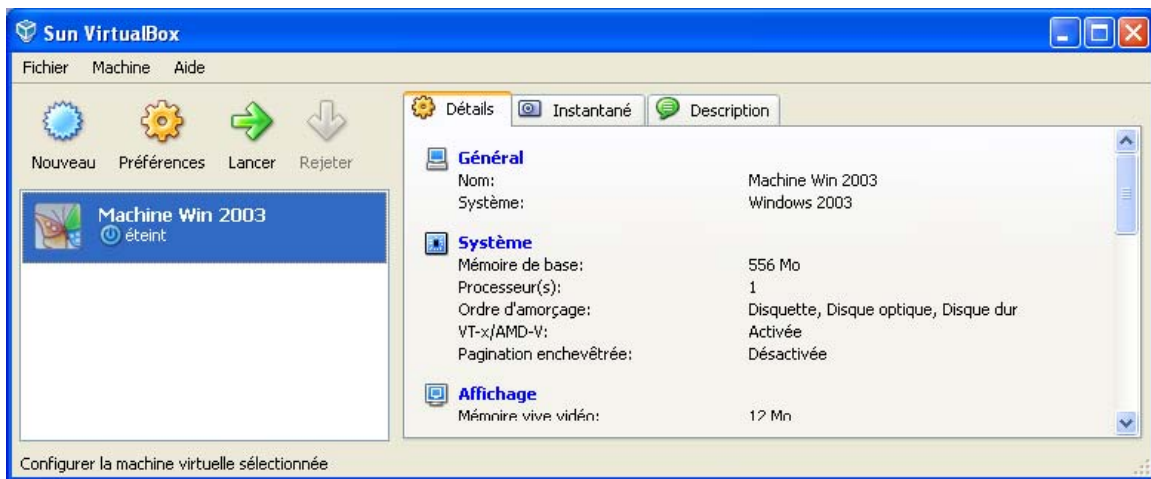 Sun VirtualBox
Fichier Machine Aide
Nouveau Préférences Lancer Rejeter
Machine Win 2003
éteint
Détails Instantané Description
Général
Nom: Machine Win 2003
Système: Windows 2003
Système
Mémoire de base: 556 Mo
Processeur(s): 1
Ordre d'amorçage: Disquette, Disque optique, Disque dur
VT-x/AMD-V: Activée
Pagination enchevêtrée: Désactivée
Affichage
Mémoire vive vidéo: 12 Mo
Configurer la machine virtuelle sélectionnée